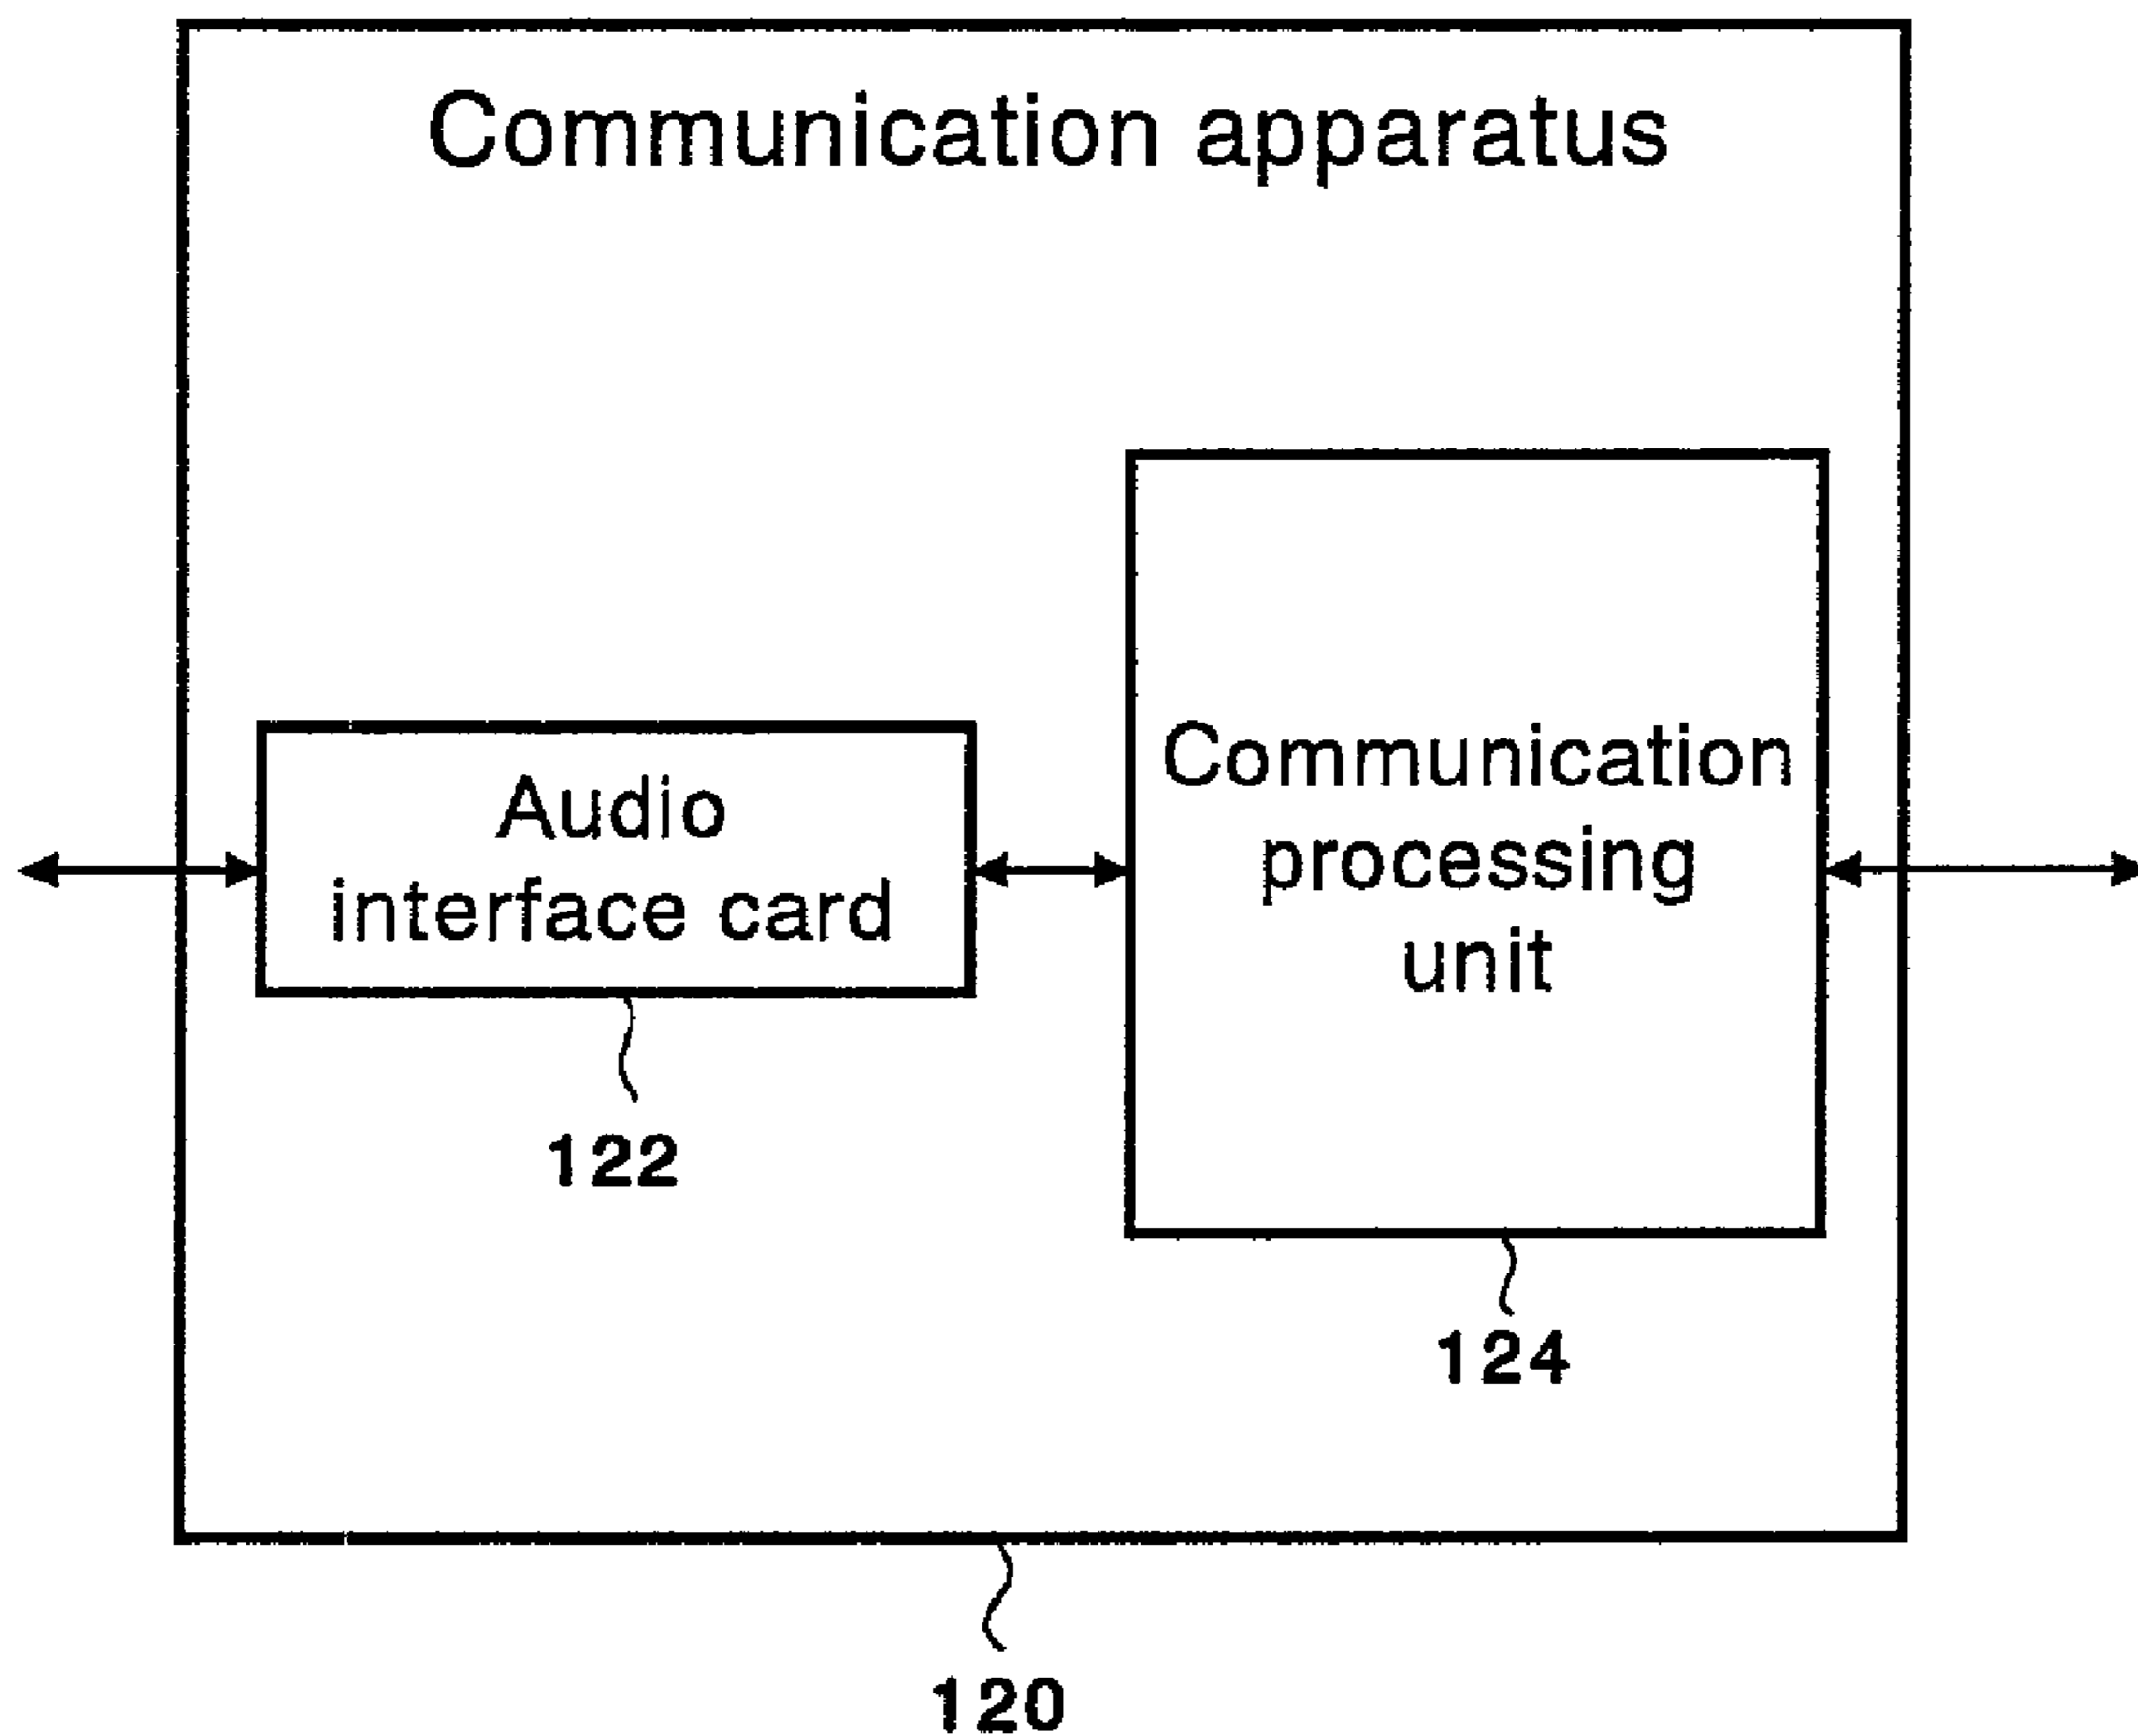 Communication apparatus
Audio
interface card
122
Communication
processing
unit
124
120